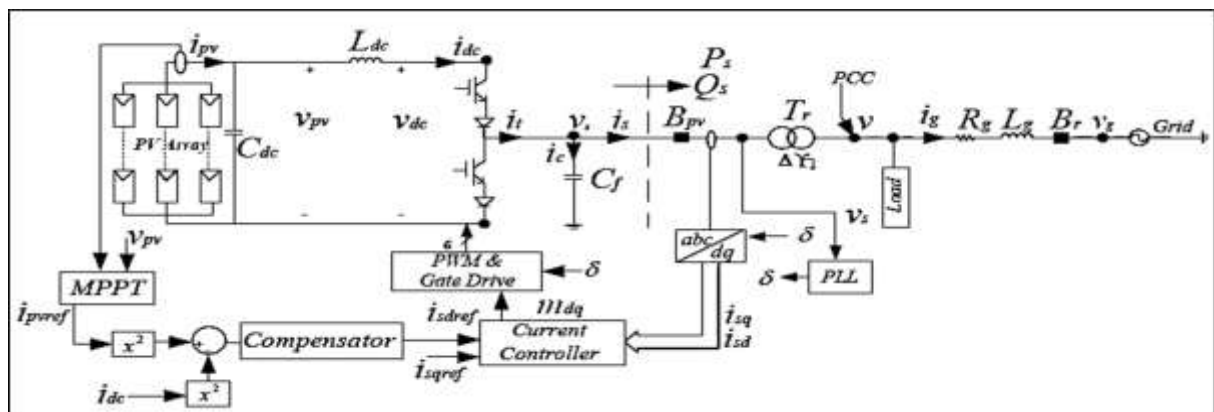 i_pv
L_dc
i_dc
P_s
Q_s
PCC
+ +
B_pv
T_r
v
i_g
R_g
L_g
B_r
v_g
Grid
v_pv
v_dc
i_t
v_s
i_s
PV Array
C_dc
i_c
C_f
Δ
Load
v_s
- -
6
abc
dq
δ
v_pv
PWM &
Gate Drive
δ
δ
PLL
MPPT
i_pvref
i_sdref
m_dq
i_sq
i_sd
x²
Compensator
Current
Controller
i_sqref
i_dc
x²